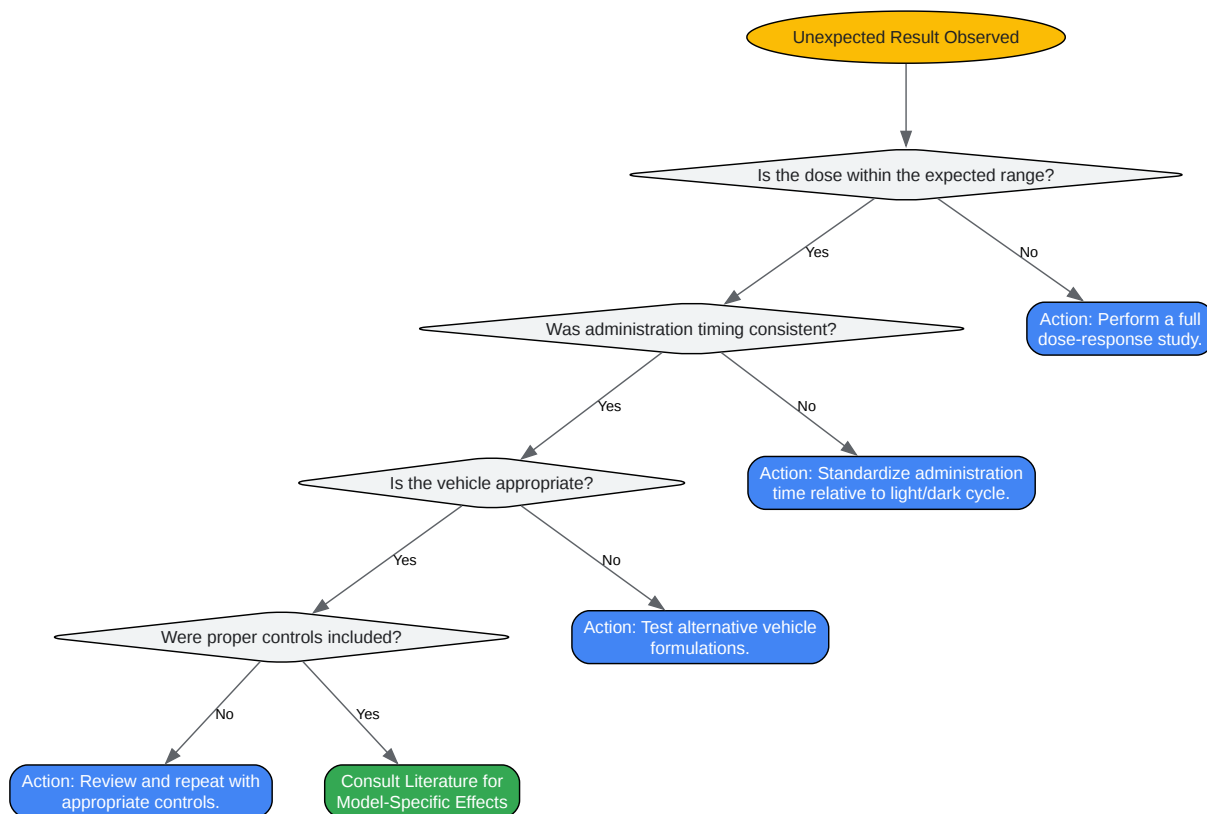 Unexpected Result Observed
Is the dose within the expected range?
Yes
No
Action: Perform a full
dose-response study.
Was administration timing consistent?
Yes
No
Action: Standardize administration
time relative to light/dark cycle.
Is the vehicle appropriate?
Yes
No
Action: Test alternative vehicle
formulations.
Were proper controls included?
No
Yes
Action: Review and repeat with
appropriate controls.
Consult Literature for
Model-Specific Effects